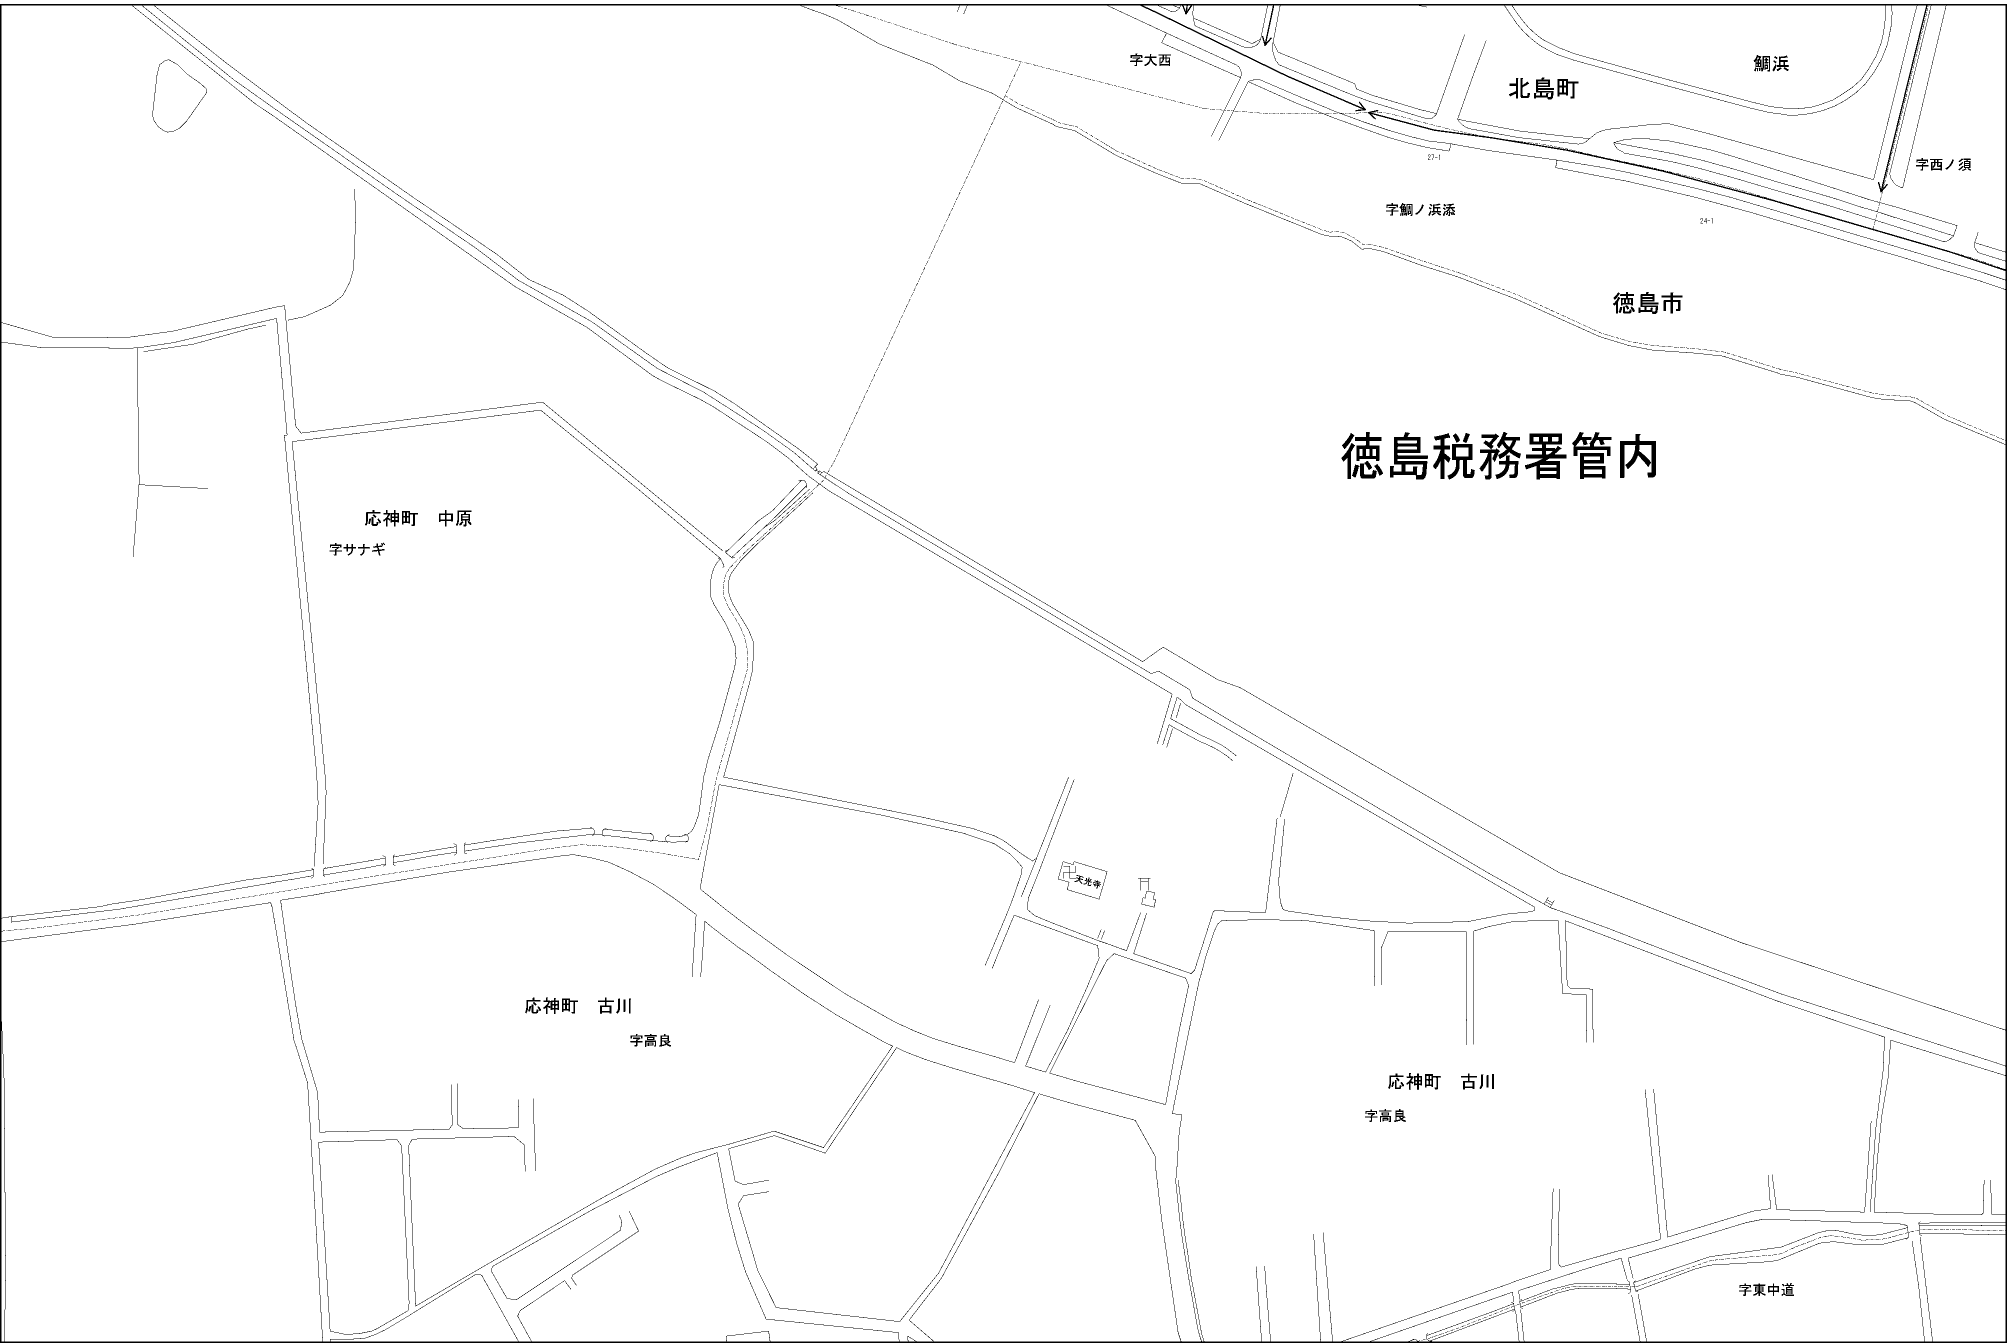 字大西
鯛浜
北島町
27-1
字西ノ須
字鯛ノ浜添
24-1
徳島市
徳島税務署管内
応神町　中原
字サナギ
天光寺
応神町　古川
字高良
応神町　古川
字高良
字東中道